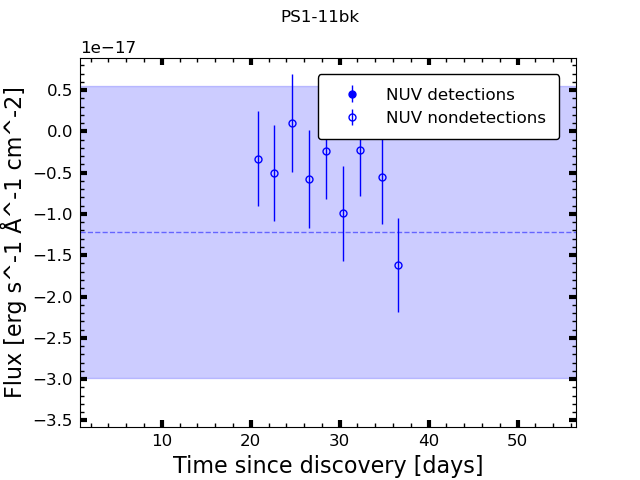 PS1-11bk
1e−17
NUV detections
NUV nondetections
0.5
0.0
−0.5
−1.0
−1.5
−2.0
−2.5
−3.0
−3.5
Flux [erg s^-1 Å^-1 cm^-2]
10 20 30 40 50
Time since discovery [days]